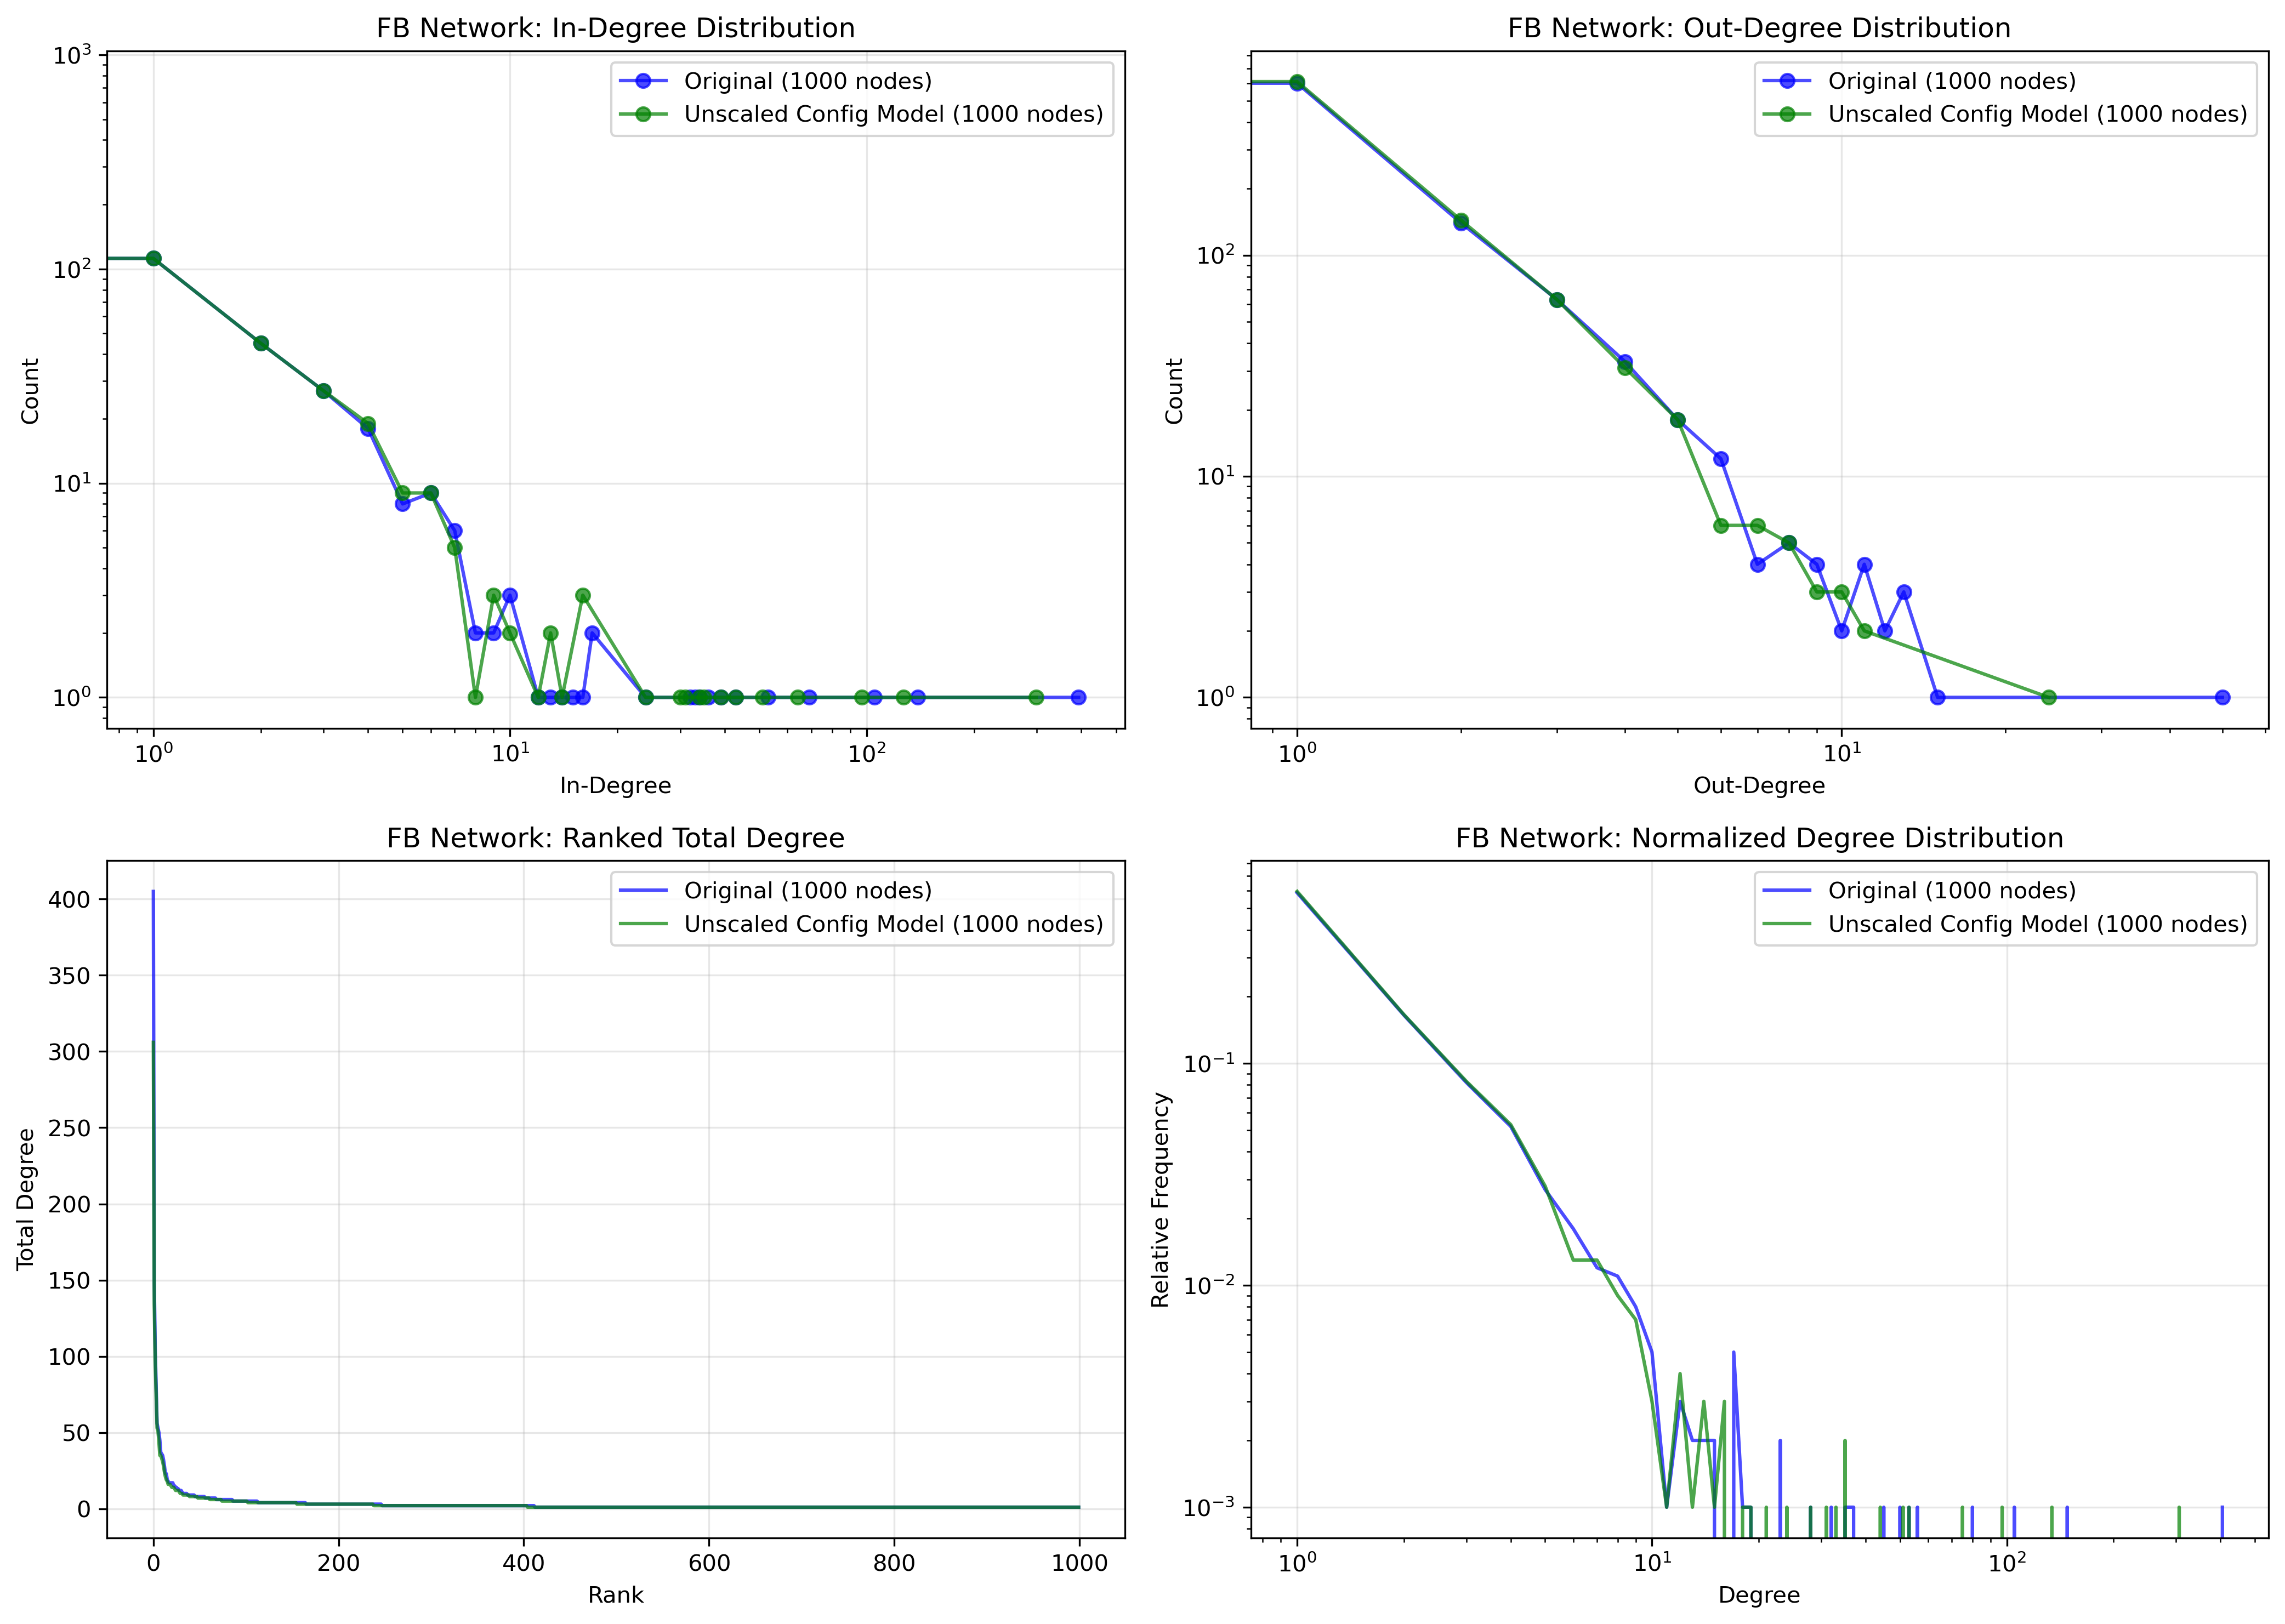 FB Network: In-Degree Distribution
10³
10²
10¹
10⁰
Count
Original (1000 nodes)
Unscaled Config Model (1000 nodes)
10⁰ 10¹ 10²
In-Degree
FB Network: Out-Degree Distribution
10²
10¹
10⁰
Count
Original (1000 nodes)
Unscaled Config Model (1000 nodes)
10⁰ 10¹
Out-Degree
FB Network: Ranked Total Degree
400
350
300
250
200
150
100
50
0
Total Degree
Original (1000 nodes)
Unscaled Config Model (1000 nodes)
0 200 400 600 800 1000
Rank
FB Network: Normalized Degree Distribution
10⁻¹
10⁻²
10⁻³
Relative Frequency
Original (1000 nodes)
Unscaled Config Model (1000 nodes)
10⁰ 10¹ 10²
Degree